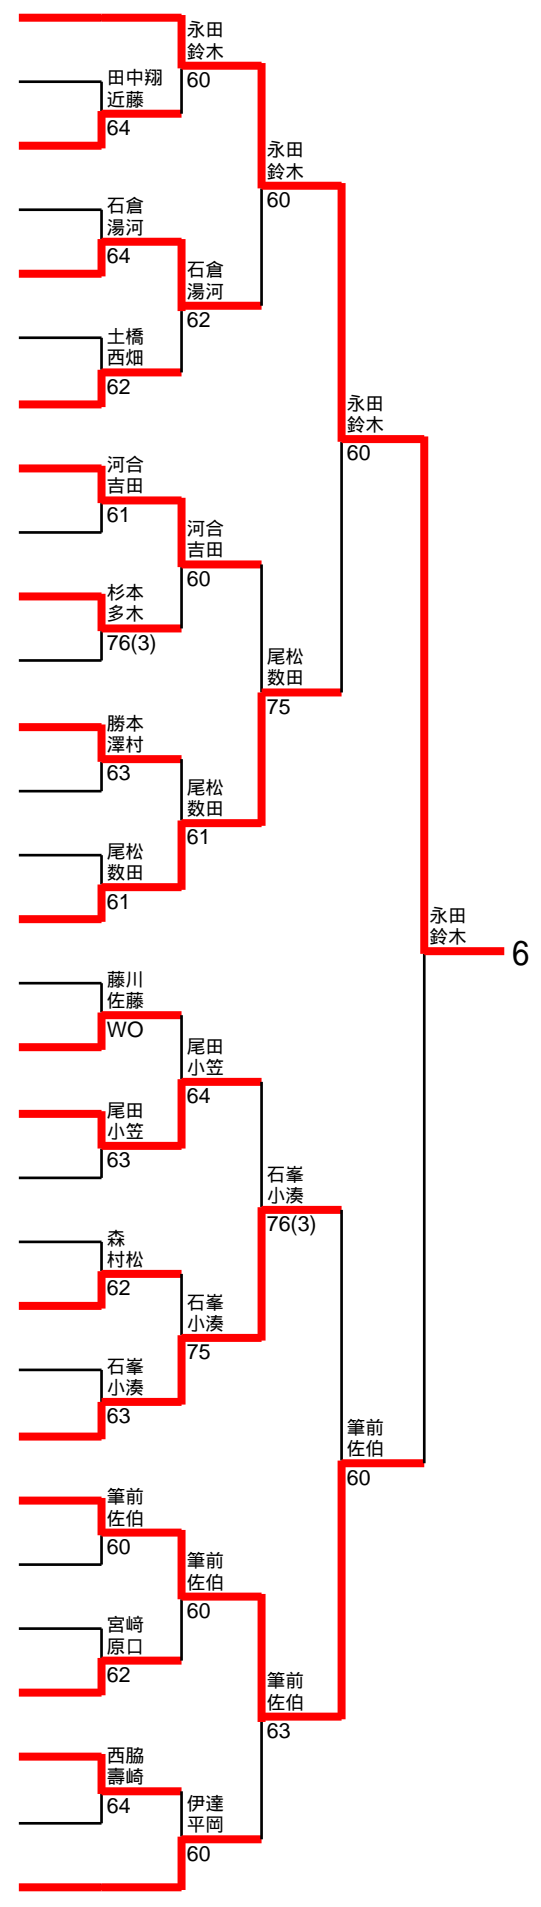 永田
鈴木
60
田中翔
近藤
64
永田
鈴木
60
石倉
湯河
64
石倉
湯河
62
土橋
西畑
62
永田
鈴木
60
河合
吉田
61
河合
吉田
60
杉本
多木
76(3)
尾松
数田
75
勝本
澤村
63
尾松
数田
61
尾松
数田
61
永田
鈴木
6
藤川
佐藤
WO
尾田
小笠
64
尾田
小笠
63
石峯
小湊
76(3)
森
村松
62
石峯
小湊
75
石峯
小湊
63
筆前
佐伯
60
筆前
佐伯
60
筆前
佐伯
60
宮﨑
原口
62
筆前
佐伯
63
西脇
壽崎
64
伊達
平岡
60